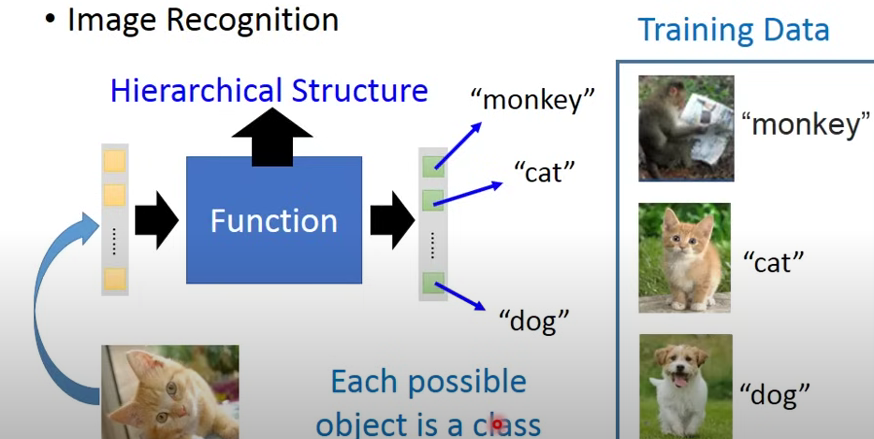 • Image Recognition
Training Data
Hierarchical Structure
"monkey"
"cat"
"dog"
Function
Each possible
object is a class
"monkey"
"cat"
"dog"